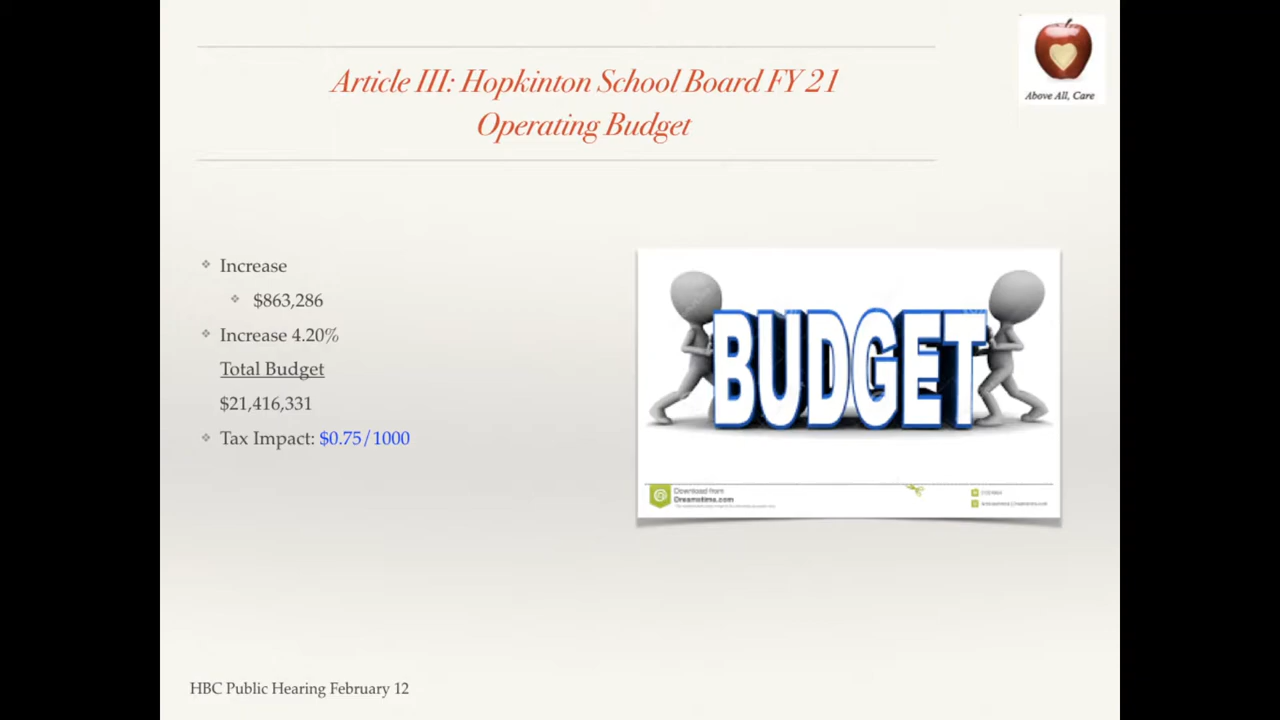 Article III: Hopkinton School Board FY 21
Operating Budget
Above All, Care
Increase
$863,286
Increase 4.20%
Total Budget
$21,416,331
Tax Impact: $0.75/1000
BUDGET
Download from
Dreamstime.com
HBC Public Hearing February 12